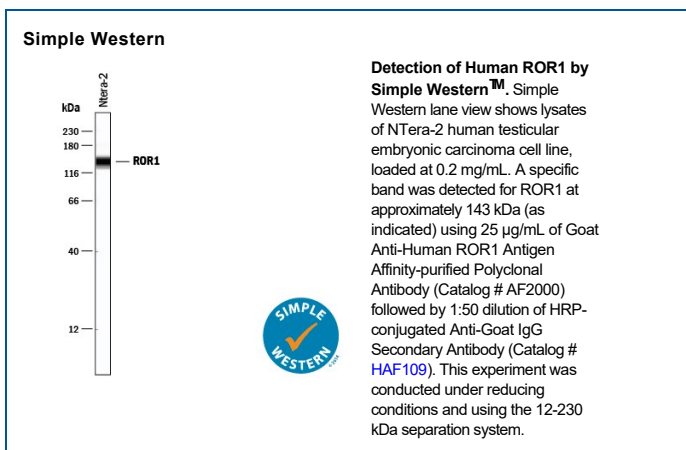 Simple Western
Ntera-2
kDa
230
180
116
66
40
12
ROR1
SIMPLE
WESTERN
Detection of Human ROR1 by
Simple Western™. Simple
Western lane view shows lysates
of NTera-2 human testicular
embryonic carcinoma cell line,
loaded at 0.2 mg/mL. A specific
band was detected for ROR1 at
approximately 143 kDa (as
indicated) using 25 µg/mL of Goat
Anti-Human ROR1 Antigen
Affinity-purified Polyclonal
Antibody (Catalog # AF2000)
followed by 1:50 dilution of HRP-
conjugated Anti-Goat IgG
Secondary Antibody (Catalog #
HAF109). This experiment was
conducted under reducing
conditions and using the 12-230
kDa separation system.